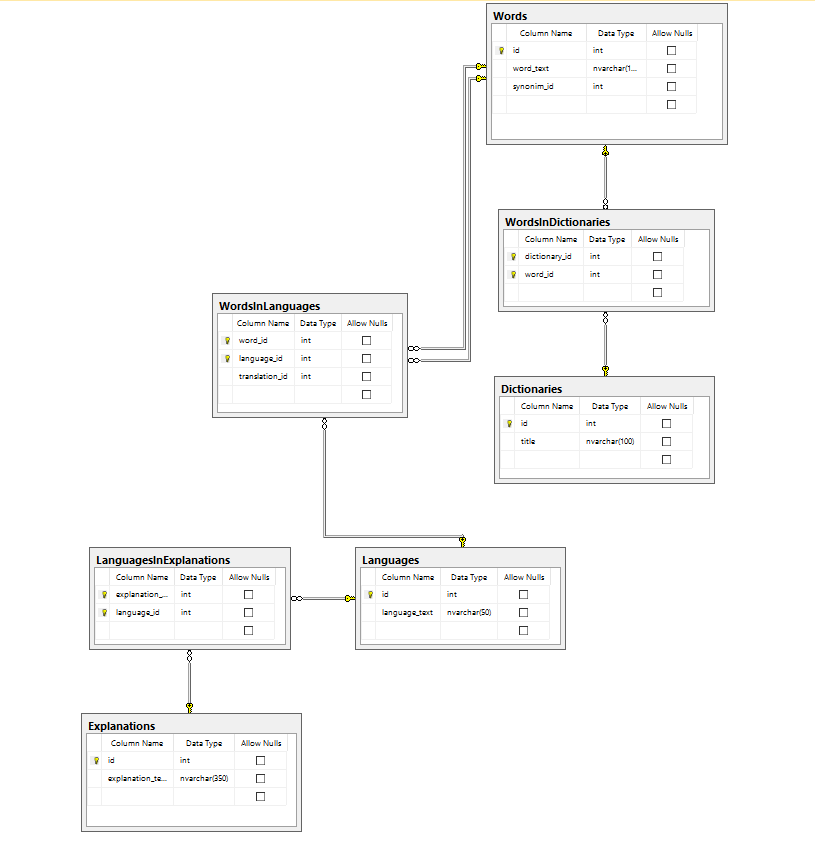 Words
Column Name Data Type Allow Nulls
id int
word_text nvarchar(1...
synonim_id int
WordsInDictionaries
Column Name Data Type Allow Nulls
dictionary_id int
word_id int
WordsInLanguages
Column Name Data Type Allow Nulls
word_id int
language_id int
translation_id int
Dictionaries
Column Name Data Type Allow Nulls
id int
title nvarchar(100)
LanguagesInExplanations
Column Name Data Type Allow Nulls
explanation_... int
language_id int
Languages
Column Name Data Type Allow Nulls
id int
language_text nvarchar(50)
Explanations
Column Name Data Type Allow Nulls
id int
explanation_te... nvarchar(350)